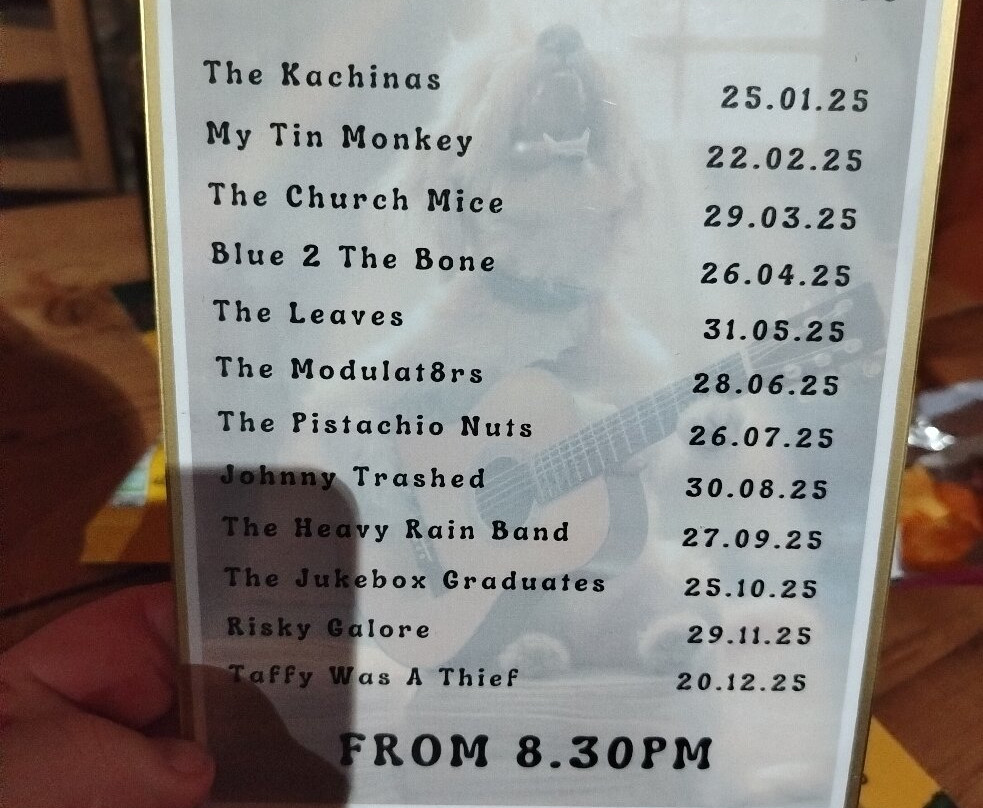 The Kachinas 25.01.25
My Tin Monkey 22.02.25
The Church Mice 29.03.25
Blue 2 The Bone 26.04.25
The Leaves 31.05.25
The Modulat8rs 28.06.25
The Pistachio Nuts 26.07.25
Johnny Trashed 30.08.25
The Heavy Rain Band 27.09.25
The Jukebox Graduates 25.10.25
Risky Galore 29.11.25
Taffy Was A Thief 20.12.25
FROM 8.30PM